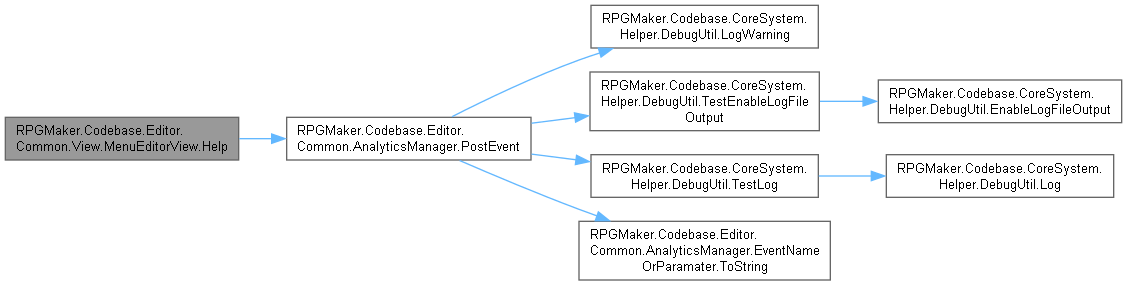 RPGMaker.Codebase.Editor.
Common.View.MenuEditorView.Help
RPGMaker.Codebase.Editor.
Common.AnalyticsManager.PostEvent
RPGMaker.Codebase.CoreSystem.
Helper.DebugUtil.LogWarning
RPGMaker.Codebase.CoreSystem.
Helper.DebugUtil.TestEnableLogFile
Output
RPGMaker.Codebase.CoreSystem.
Helper.DebugUtil.EnableLogFileOutput
RPGMaker.Codebase.CoreSystem.
Helper.DebugUtil.TestLog
RPGMaker.Codebase.CoreSystem.
Helper.DebugUtil.Log
RPGMaker.Codebase.Editor.
Common.AnalyticsManager.EventName
OrParamater.ToString